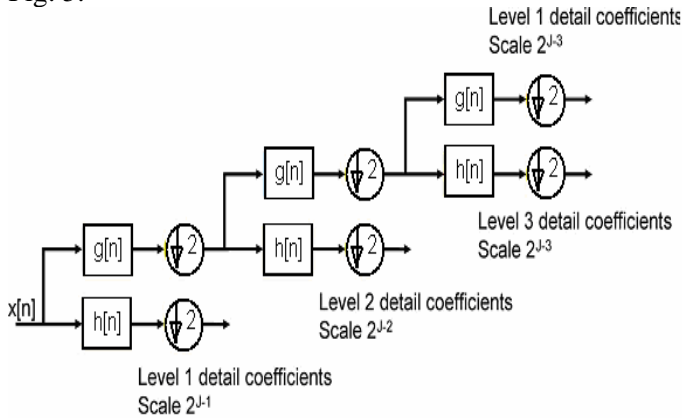 Fig. 3.
Level 1 detail coefficients
Scale 2^J-3
g[n] 2
g[n] 2 h[n] 2
Level 3 detail coefficients
Scale 2^J-3
g[n] 2 h[n] 2
x[n]
Level 2 detail coefficients
Scale 2^J-2
h[n] 2
Level 1 detail coefficients
Scale 2^J-1